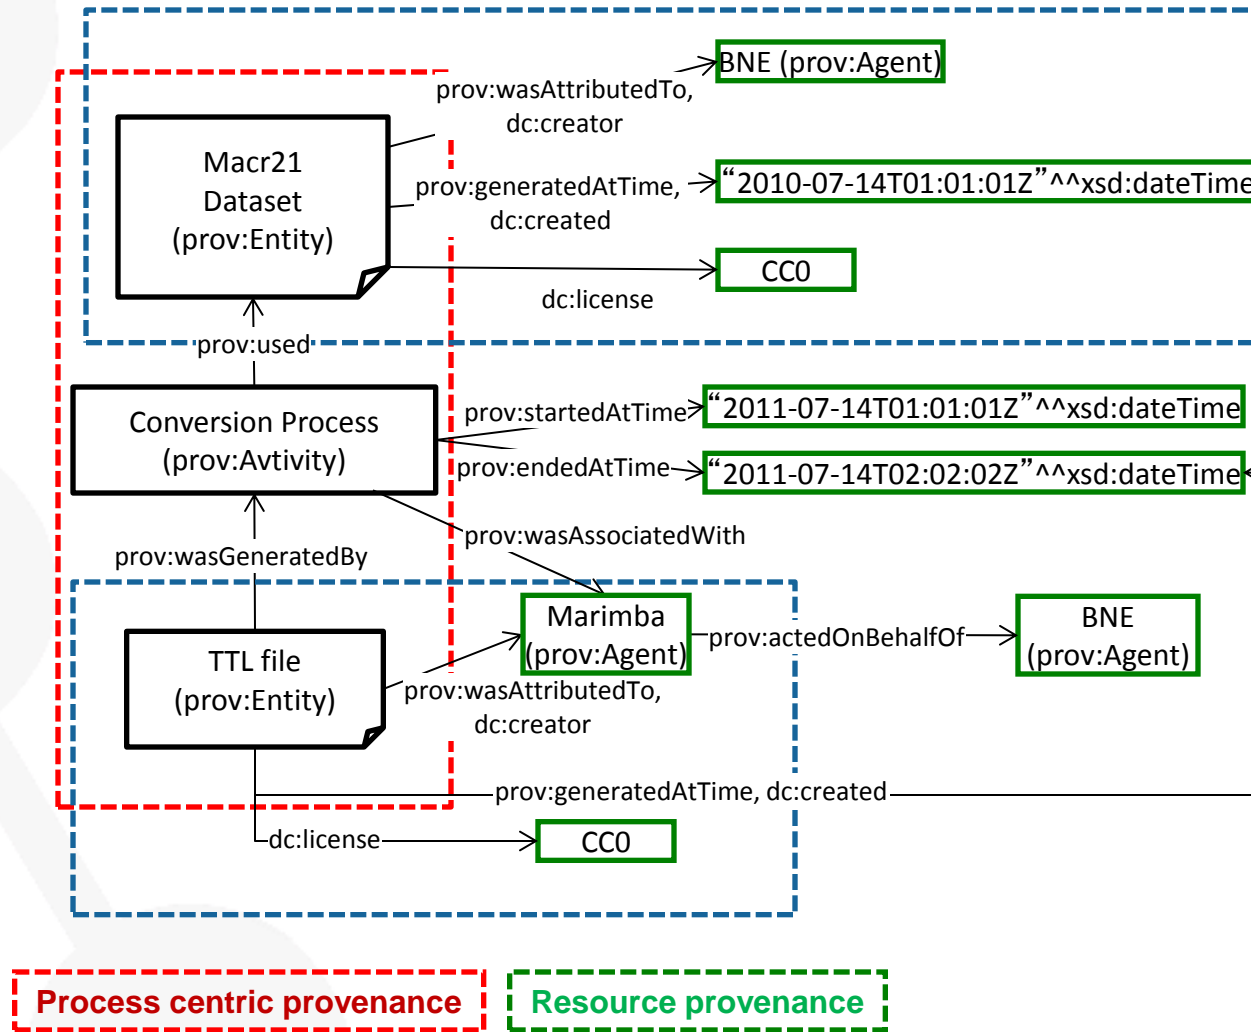 BNE (prov:Agent)
prov:wasAttributedTo,
dc:creator
Macr21
Dataset
(prov:Entity)
prov:generatedAtTime,
dc:created
“2010-07-14T01:01:01Z”^^xsd:dateTime
CC0
dc:license
prov:used
Conversion Process
(prov:Avtivity)
prov:startedAtTime
“2011-07-14T01:01:01Z”^^xsd:dateTime
prov:endedAtTime
“2011-07-14T02:02:02Z”^^xsd:dateTime
prov:wasAssociatedWith
prov:wasGeneratedBy
Marimba
(prov:Agent)
prov:actedOnBehalfOf
BNE
(prov:Agent)
TTL file
(prov:Entity)
prov:wasAttributedTo,
dc:creator
prov:generatedAtTime, dc:created
dc:license
CC0
Process centric provenance
Resource provenance